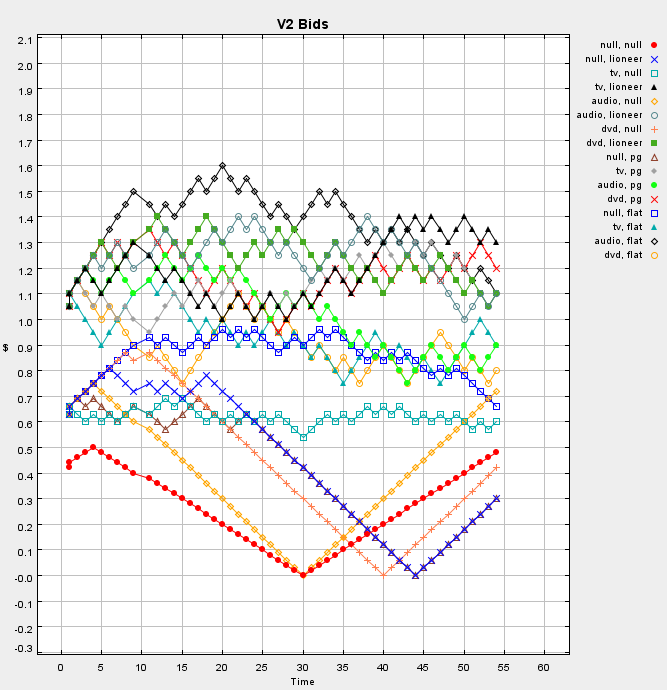 V2 Bids
2.1
2.0
1.9
1.8
1.7
1.6
1.5
1.4
1.3
1.2
1.1
1.0
0.9
0.8
0.7
0.6
0.5
0.4
0.3
0.2
0.1
-0.0
-0.1
-0.2
-0.3
$
0 5 10 15 20 25 30 35 40 45 50 55 60
Time
null, null
null, lioneer
tv, null
tv, lioneer
audio, null
audio, lioneer
dvd, null
dvd, lioneer
null, pg
tv, pg
audio, pg
dvd, pg
null, flat
tv, flat
audio, flat
dvd, flat